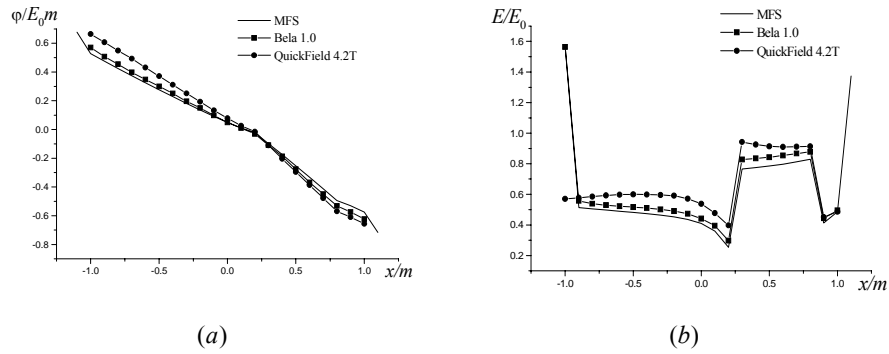 φ/E₀m
MFS
Bela 1.0
QuickField 4.2T
0.6
0.4
0.2
0.0
-0.2
-0.4
-0.6
-0.8
-1.0 -0.5 0.0 0.5 1.0 x/m
(a)
E/E₀
MFS
Bela 1.0
QuickField 4.2T
1.6
1.4
1.2
1.0
0.8
0.6
0.4
0.2
-1.0 -0.5 0.0 0.5 1.0 x/m
(b)